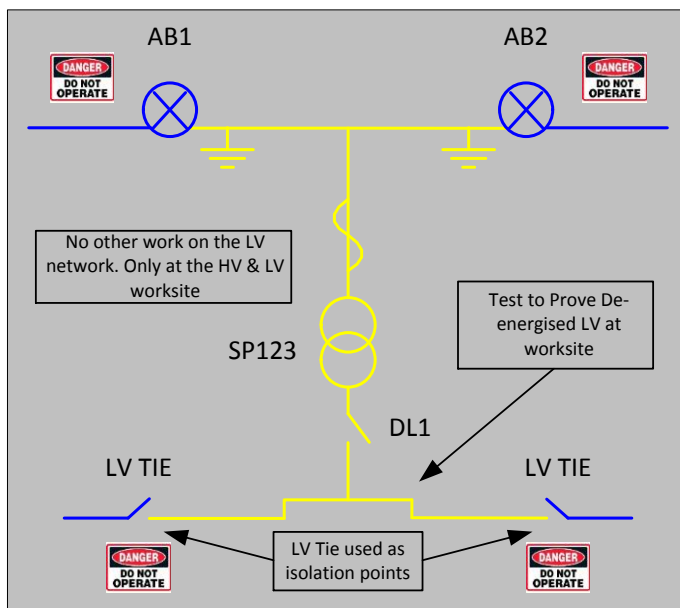 AB1
AB2
DANGER
DO NOT
OPERATE
DANGER
DO NOT
OPERATE
No other work on the LV
network. Only at the HV & LV
worksite
Test to Prove De-
energised LV at
worksite
SP123
DL1
LV TIE
LV TIE
LV Tie used as
isolation points
DANGER
DO NOT
OPERATE
DANGER
DO NOT
OPERATE